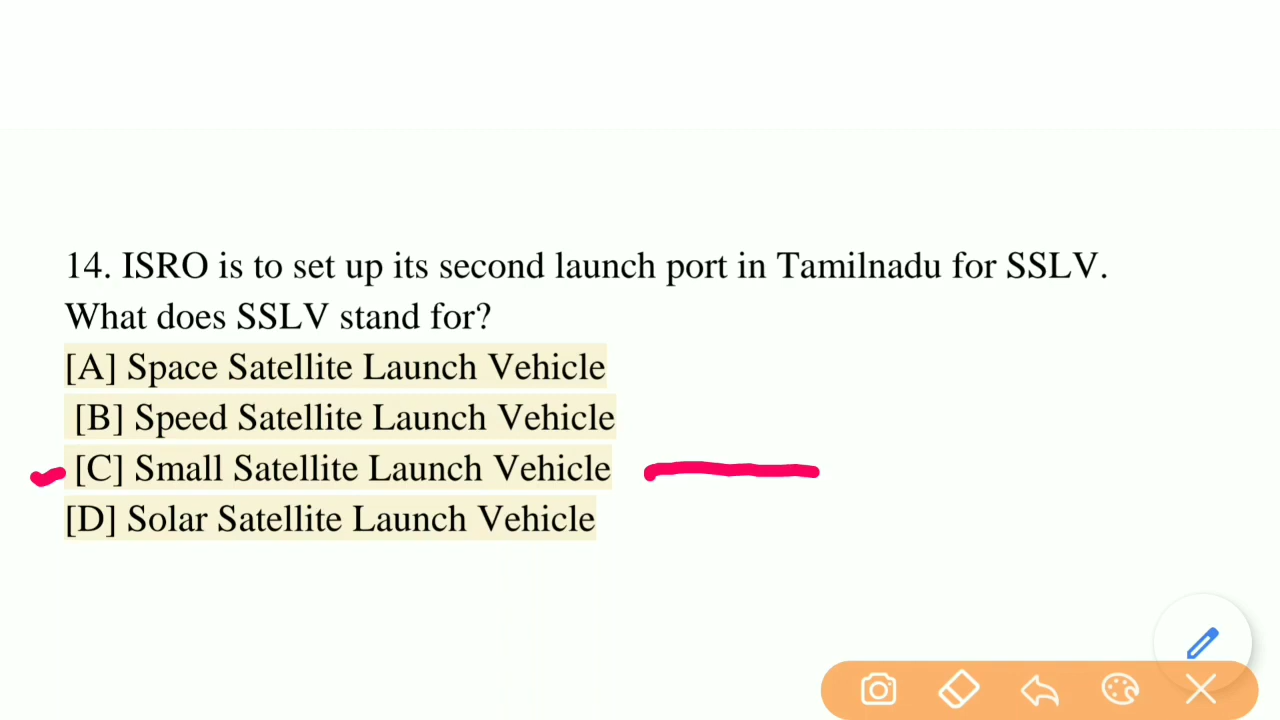 14. ISRO is to set up its second launch port in Tamilnadu for SSLV.
What does SSLV stand for?
[A] Space Satellite Launch Vehicle
[B] Speed Satellite Launch Vehicle
[C] Small Satellite Launch Vehicle
[D] Solar Satellite Launch Vehicle